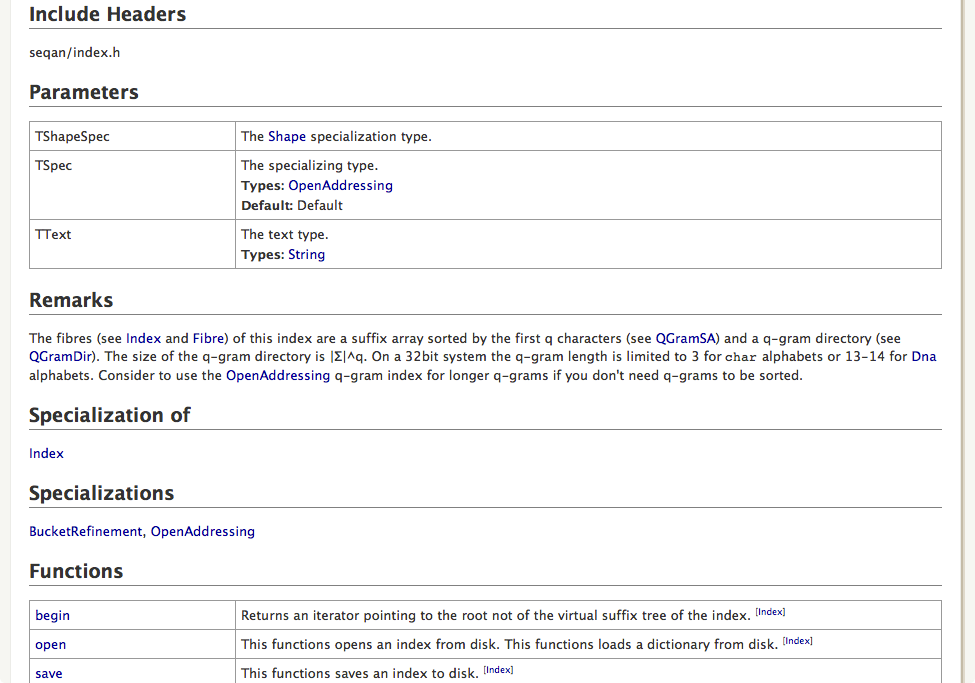 Include Headers
seqan/index.h
Parameters
TShapeSpec The Shape specialization type.
TSpec The specializing type.
Types: OpenAddressing
Default: Default
TText The text type.
Types: String
Remarks
The fibres (see Index and Fibre) of this index are a suffix array sorted by the first q characters (see QGramSA) and a q-gram directory (see
QGramDir). The size of the q-gram directory is |Σ|^q. On a 32bit system the q-gram length is limited to 3 for char alphabets or 13-14 for Dna
alphabets. Consider to use the OpenAddressing q-gram index for longer q-grams if you don't need q-grams to be sorted.
Specialization of
Index
Specializations
BucketRefinement, OpenAddressing
Functions
begin Returns an iterator pointing to the root not of the virtual suffix tree of the index. [Index]
open This functions opens an index from disk. This functions loads a dictionary from disk. [Index]
save This functions saves an index to disk. [Index]